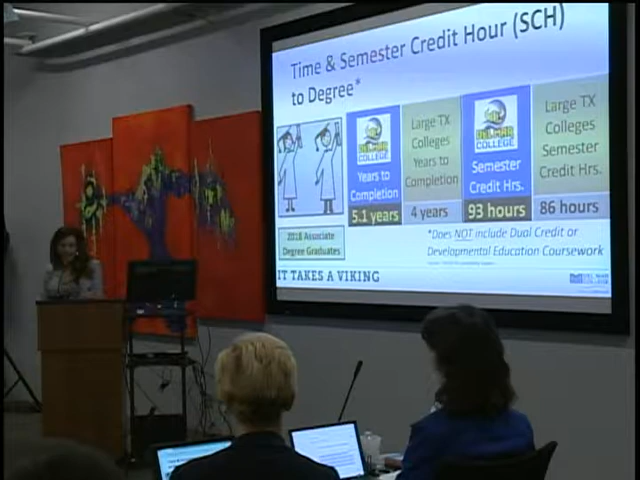 Time & Semester Credit Hour (SCH)
to Degree*
DEL MAR
COLLEGE
Years to
Completion
5.1 years
Large TX
Colleges
Years to
Completion
4 years
DEL MAR
COLLEGE
Semester
Credit Hrs.
93 hours
Large TX
Colleges
Semester
Credit Hrs.
86 hours
2018 Associate
Degree Graduates
*Does NOT include Dual Credit or
Developmental Education Coursework
IT TAKES A VIKING
DEL MAR